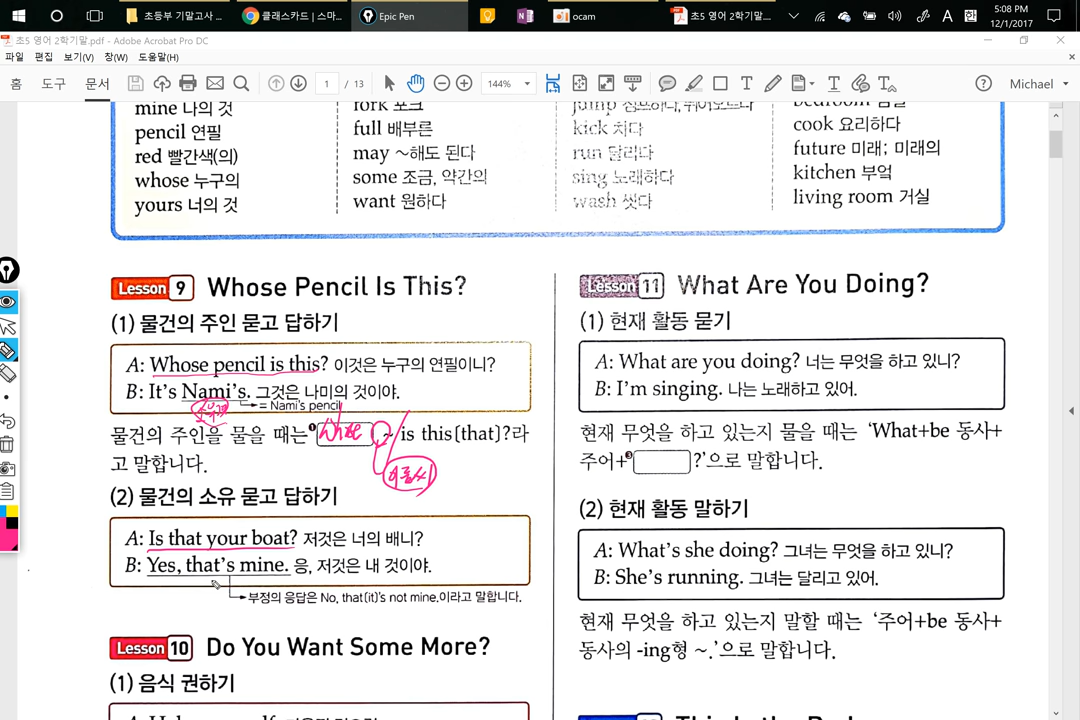 초등부 기말고사 ...
클래스카드 | 스마...
Epic Pen
ocam
초5 영어 2학기말....
A
한
5:08 PM
12/1/2017
초5 영어 2학기말.pdf - Adobe Acrobat Pro DC
파일 편집 보기(V) 창(W) 도움말(H)
홈 도구 문서
1 / 13
144%
Michael
mine 나의 것
pencil 연필
red 빨간색(의)
whose 누구의
yours 너의 것
fork 포크
full 배부른
may ~해도 된다
some 조금, 약간의
want 원하다
jump 점프하다, 뛰어오르다
kick 치다
run 달리다
sing 노래하다
wash 씻다
bedroom 침실
cook 요리하다
future 미래; 미래의
kitchen 부엌
living room 거실
Lesson 9 Whose Pencil Is This?
(1) 물건의 주인 묻고 답하기
A: Whose pencil is this? 이것은 누구의 연필이니?
B: It's Nami's. 그것은 나미의 것이야.
= Nami's pencil
물건의 주인을 물을 때는 ❶ ~ is this(that)?라
고 말합니다.
이름씨
(2) 물건의 소유 묻고 답하기
A: Is that your boat? 저것은 너의 배니?
B: Yes, that's mine. 응, 저것은 내 것이야.
부정의 응답은 No, that(it)'s not mine.이라고 말합니다.
Lesson 10 Do You Want Some More?
(1) 음식 권하기
Lesson 11 What Are You Doing?
(1) 현재 활동 묻기
A: What are you doing? 너는 무엇을 하고 있니?
B: I'm singing. 나는 노래하고 있어.
현재 무엇을 하고 있는지 물을 때는 'What+be 동사+
주어+❸ ?'으로 말합니다.
(2) 현재 활동 말하기
A: What's she doing? 그녀는 무엇을 하고 있니?
B: She's running. 그녀는 달리고 있어.
현재 무엇을 하고 있는지 말할 때는 '주어+be 동사+
동사의 -ing형 ~.'으로 말합니다.